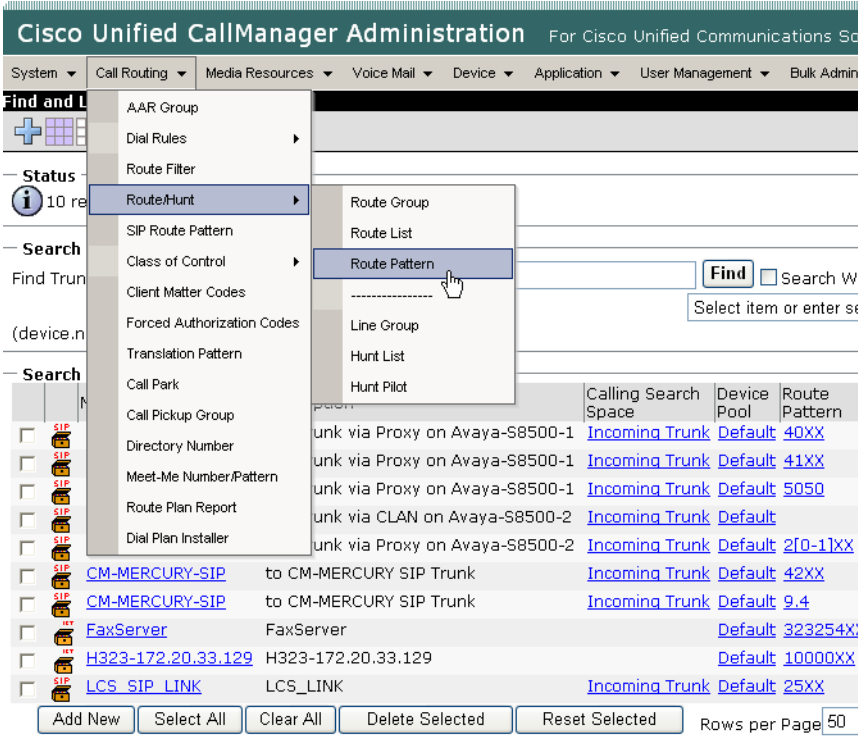 Cisco Unified CallManager Administration For Cisco Unified Communications So
System Call Routing Media Resources Voice Mail Device Application User Management Bulk Admin
Find and L
AAR Group
Dial Rules
Route Filter
Route/Hunt
SIP Route Pattern
Class of Control
Client Matter Codes
Forced Authorization Codes
Translation Pattern
Call Park
Call Pickup Group
Directory Number
Meet-Me Number/Pattern
Route Plan Report
Dial Plan Installer
Route Group
Route List
Route Pattern
----------------
Line Group
Hunt List
Hunt Pilot
Status
10 re
Search
Find Trun
Find Search W
Select item or enter se
(device.n
Search
Calling Search Space Device Pool Route Pattern
SIP unk via Proxy on Avaya-S8500-1 Incoming Trunk Default 40XX
SIP unk via Proxy on Avaya-S8500-1 Incoming Trunk Default 41XX
SIP unk via Proxy on Avaya-S8500-1 Incoming Trunk Default 5050
SIP unk via CLAN on Avaya-S8500-2 Incoming Trunk Default
SIP unk via Proxy on Avaya-S8500-2 Incoming Trunk Default 2[0-1]XX
SIP CM-MERCURY-SIP to CM-MERCURY SIP Trunk Incoming Trunk Default 42XX
SIP CM-MERCURY-SIP to CM-MERCURY SIP Trunk Incoming Trunk Default 9.4
FaxServer FaxServer Default 323254X
H323-172.20.33.129 H323-172.20.33.129 Default 10000XX
SIP LCS_SIP_LINK LCS_LINK Incoming Trunk Default 25XX
Add New Select All Clear All Delete Selected Reset Selected Rows per Page 50